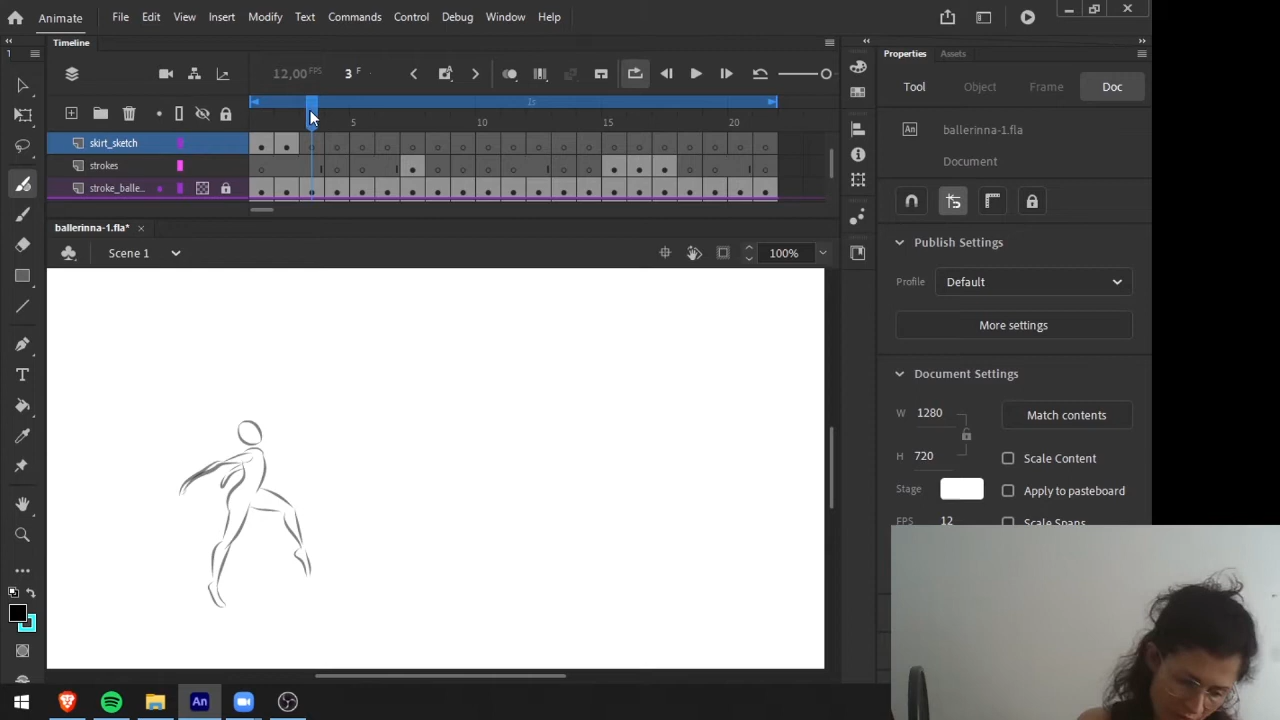 Animate File Edit View Insert Modify Text Commands Control Debug Window Help
Timeline
12,00 FPS 3 F
1s
5 10 15 20
skirt_sketch
strokes
stroke_balle...
ballerinna-1.fla*
Scene 1
100%
Properties Assets
Tool Object Frame Doc
An ballerinna-1.fla
Document
Publish Settings
Profile Default
More settings
Document Settings
W 1280
Match contents
H 720
Scale Content
Stage
Apply to pasteboard
FPS 12
Scale Spans
An